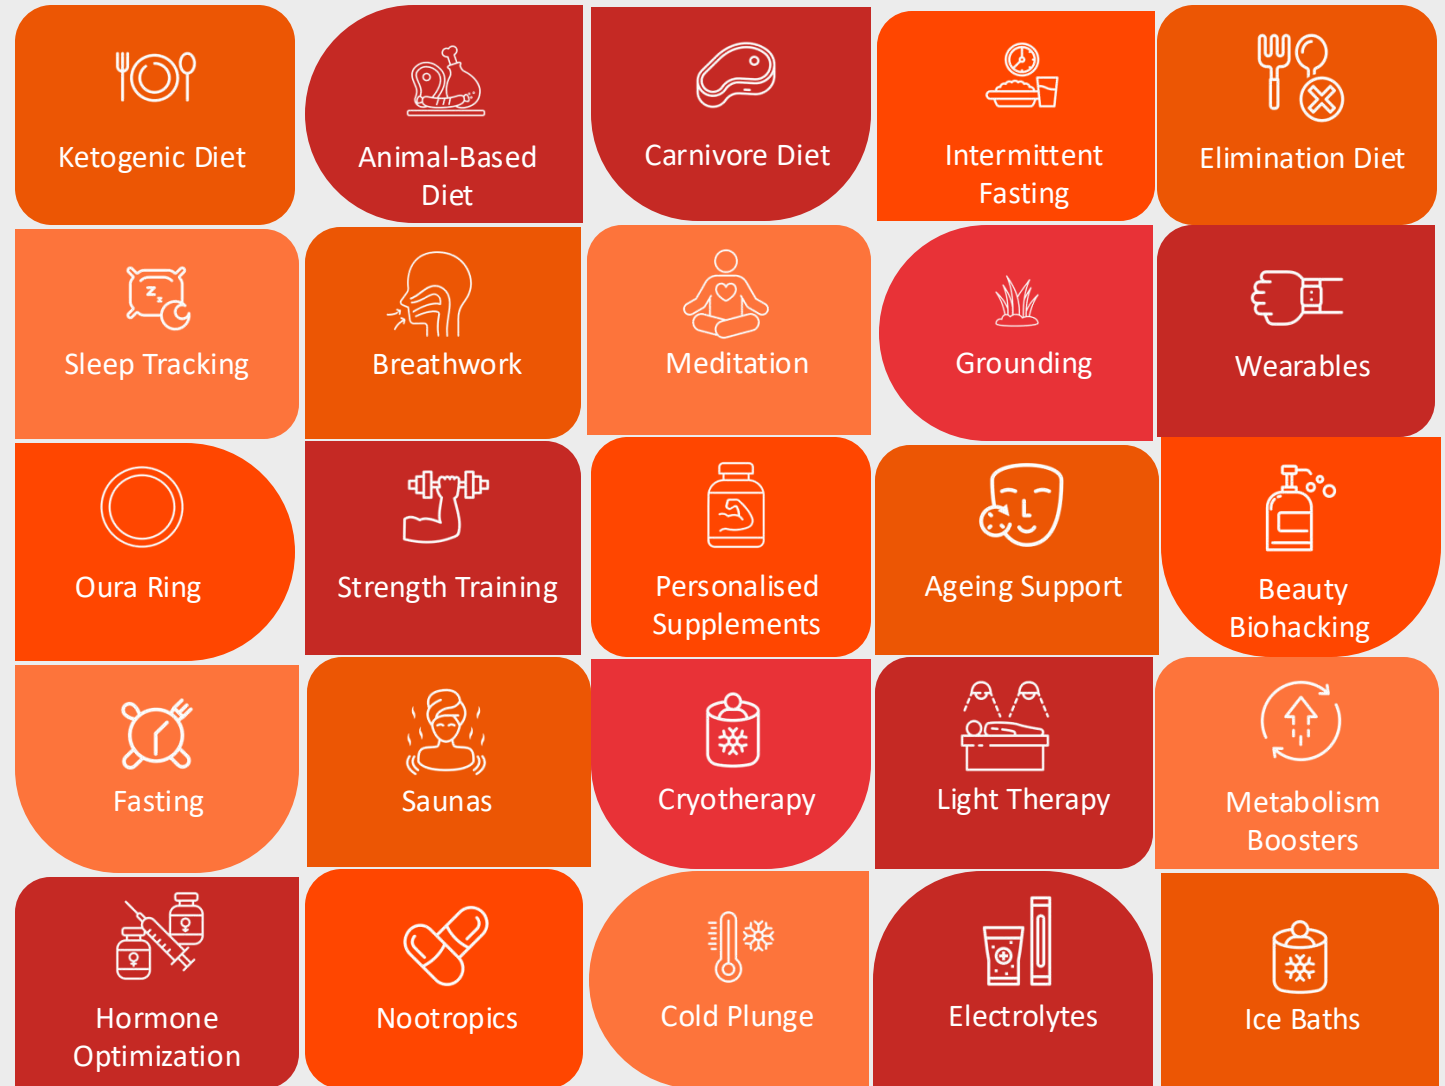 Ketogenic Diet
Animal-Based
Diet
Carnivore Diet
Intermittent
Fasting
Elimination Diet
Sleep Tracking
Breathwork
Meditation
Grounding
Wearables
Oura Ring
Strength Training
Personalised
Supplements
Ageing Support
Beauty
Biohacking
Fasting
Saunas
Cryotherapy
Light Therapy
Metabolism
Boosters
Hormone
Optimization
Nootropics
Cold Plunge
Electrolytes
Ice Baths